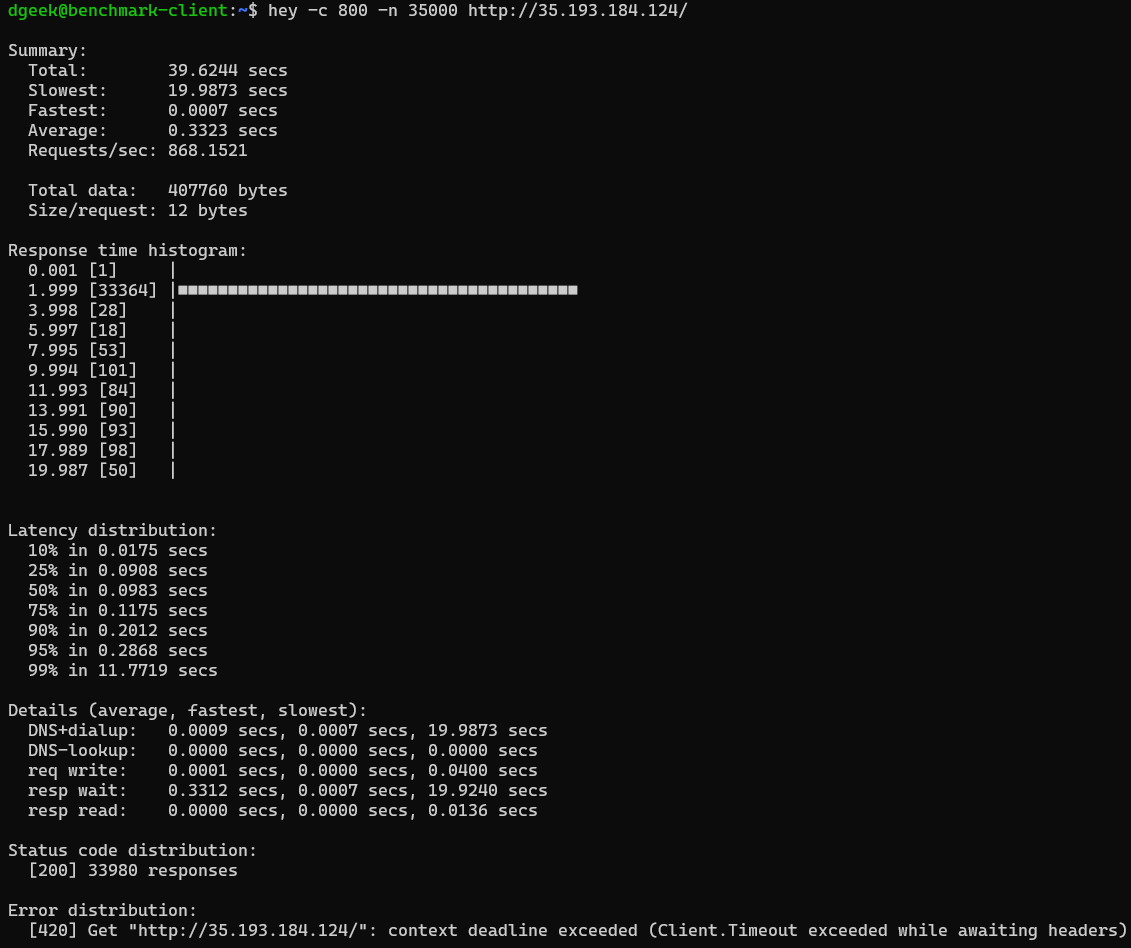 dgeek@benchmark-client:~$ hey -c 800 -n 35000 http://35.193.184.124/
Summary:
Total: 39.6244 secs
Slowest: 19.9873 secs
Fastest: 0.0007 secs
Average: 0.3323 secs
Requests/sec: 868.1521
Total data: 407760 bytes
Size/request: 12 bytes
Response time histogram:
0.001 [1] |
1.999 [33364] |■■■■■■■■■■■■■■■■■■■■■■■■■■■■■■■■■■■■■■■■
3.998 [28] |
5.997 [18] |
7.995 [53] |
9.994 [101] |
11.993 [84] |
13.991 [90] |
15.990 [93] |
17.989 [98] |
19.987 [50] |
Latency distribution:
10% in 0.0175 secs
25% in 0.0908 secs
50% in 0.0983 secs
75% in 0.1175 secs
90% in 0.2012 secs
95% in 0.2868 secs
99% in 11.7719 secs
Details (average, fastest, slowest):
DNS+dialup: 0.0009 secs, 0.0007 secs, 19.9873 secs
DNS-lookup: 0.0000 secs, 0.0000 secs, 0.0000 secs
req write: 0.0001 secs, 0.0000 secs, 0.0400 secs
resp wait: 0.3312 secs, 0.0007 secs, 19.9240 secs
resp read: 0.0000 secs, 0.0000 secs, 0.0136 secs
Status code distribution:
[200] 33980 responses
Error distribution:
[420] Get "http://35.193.184.124/": context deadline exceeded (Client.Timeout exceeded while awaiting headers)